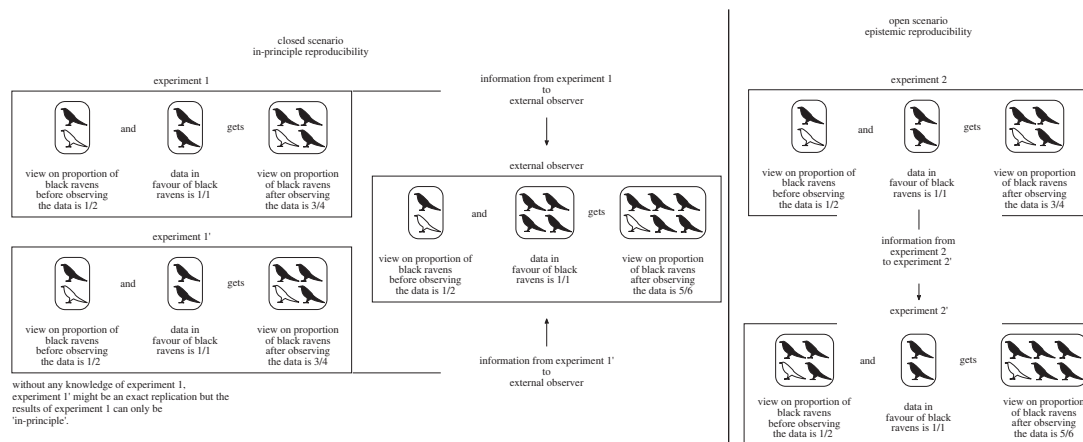 closed scenario
in-principle reproducibility
experiment 1
and
gets
view on proportion of
black ravens
before observing
the data is 1/2
data in
favour of black
ravens is 1/1
view on proportion
of black ravens
after observing
the data is 3/4
experiment 1'
and
gets
view on proportion of
black ravens
before observing
the data is 1/2
data in
favour of black
ravens is 1/1
view on proportion
of black ravens
after observing
the data is 3/4
without any knowledge of experiment 1,
experiment 1' might be an exact replication but the
results of experiment 1 can only be
'in-principle'.
information from experiment 1
to
external observer
external observer
and
gets
view on proportion of
black ravens
before observing
the data is 1/2
data in
favour of black
ravens is 1/1
view on proportion
of black ravens
after observing
the data is 5/6
information from experiment 1'
to
external observer
open scenario
epistemic reproducibility
experiment 2
and
gets
view on proportion of
black ravens
before observing
the data is 1/2
data in
favour of black
ravens is 1/1
view on proportion
of black ravens
after observing
the data is 3/4
information from
experiment 2
to experiment 2'
experiment 2'
and
gets
view on proportion of
black ravens
before observing
the data is 1/2
data in
favour of black
ravens is 1/1
view on proportion
of black ravens
after observing
the data is 5/6